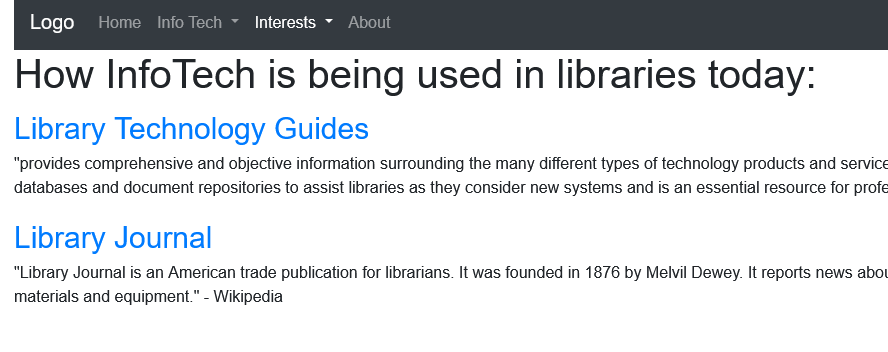 Logo Home Info Tech Interests About
How InfoTech is being used in libraries today:
Library Technology Guides
"provides comprehensive and objective information surrounding the many different types of technology products and service
databases and document repositories to assist libraries as they consider new systems and is an essential resource for profe
Library Journal
"Library Journal is an American trade publication for librarians. It was founded in 1876 by Melvil Dewey. It reports news abou
materials and equipment." - Wikipedia